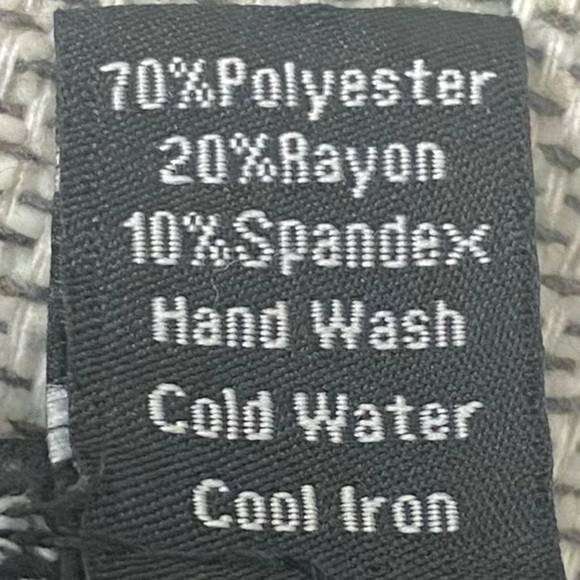 70%Polyester
20%Rayon
10%Spandex
Hand Wash
Cold Water
Cool Iron